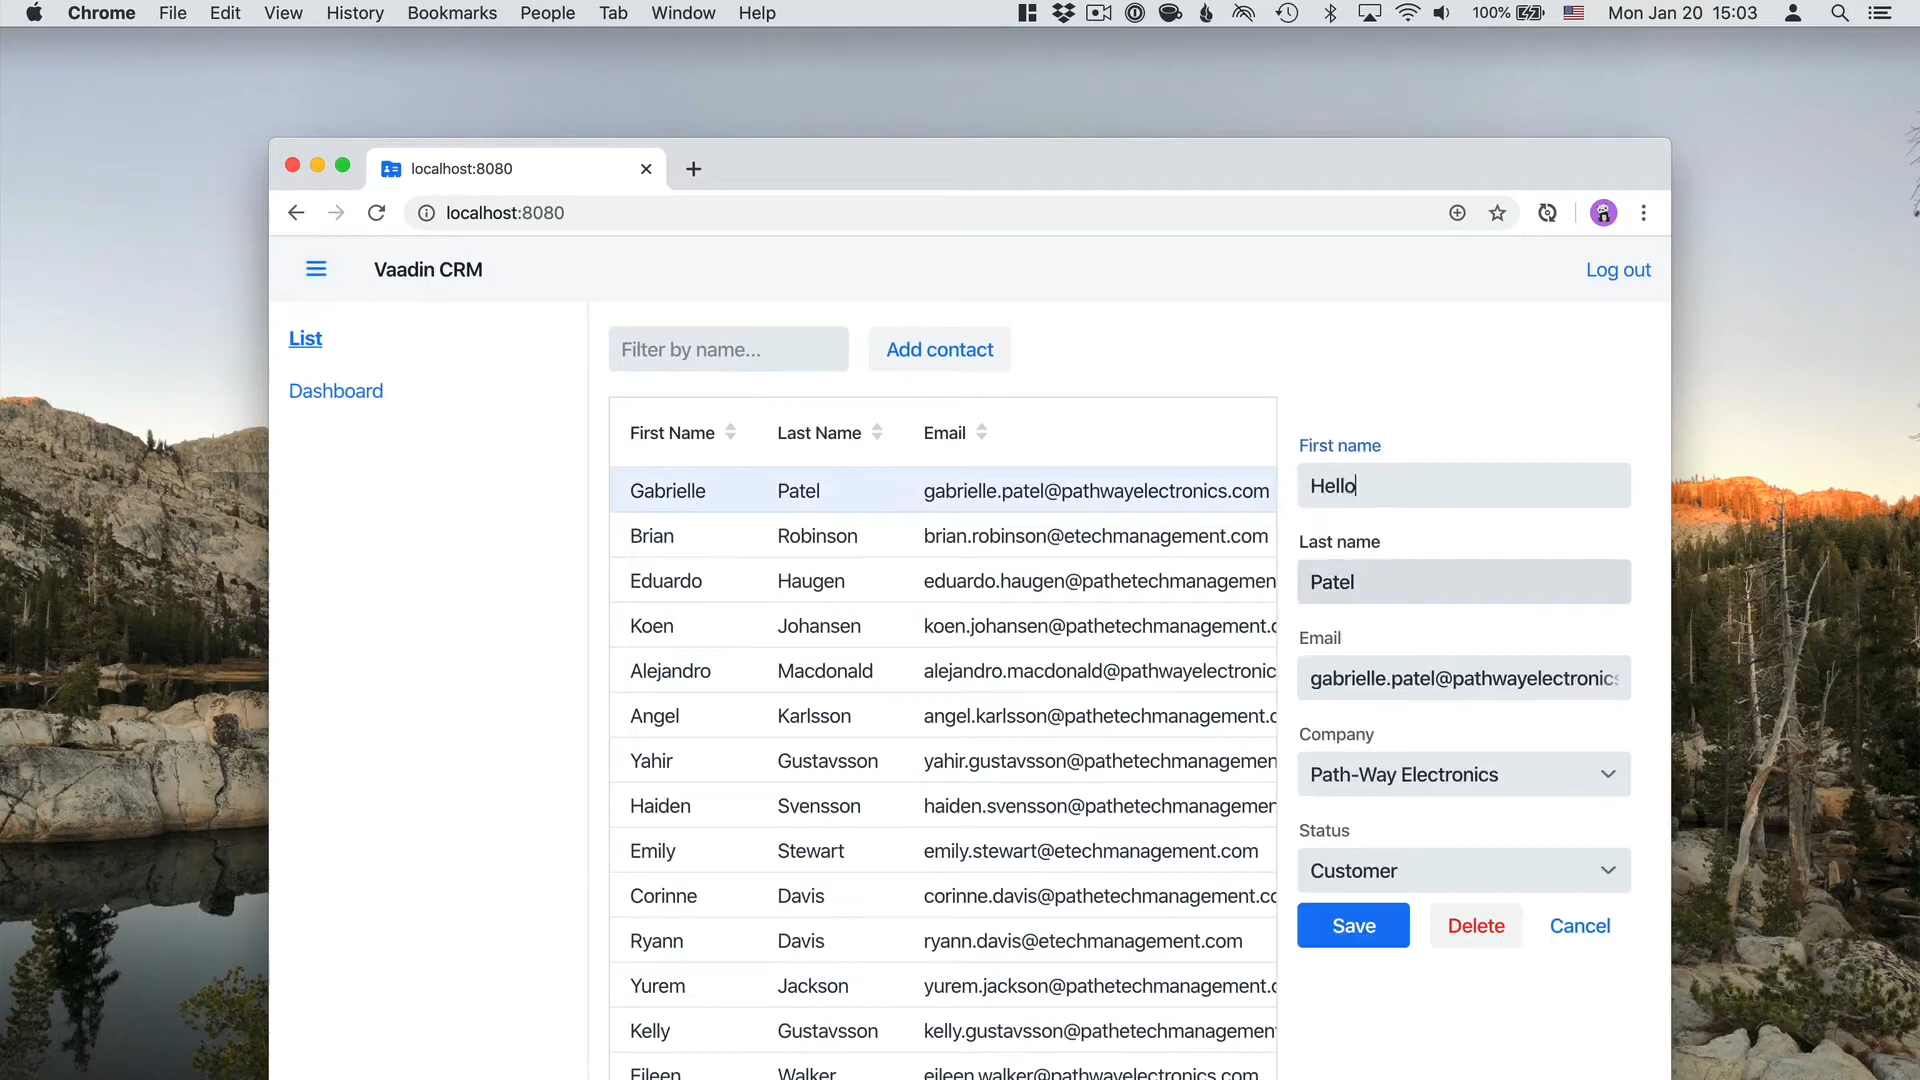 Chrome File Edit View History Bookmarks People Tab Window Help 100% Mon Jan 20 15:03
localhost:8080
localhost:8080
Vaadin CRM Log out
List
Dashboard
Filter by name... Add contact
First Name Last Name Email
Gabrielle Patel gabrielle.patel@pathwayelectronics.com
Brian Robinson brian.robinson@etechmanagement.com
Eduardo Haugen eduardo.haugen@pathetechmanagemen
Koen Johansen koen.johansen@pathetechmanagement.c
Alejandro Macdonald alejandro.macdonald@pathwayelectronic
Angel Karlsson angel.karlsson@pathetechmanagement.c
Yahir Gustavsson yahir.gustavsson@pathetechmanagemen
Haiden Svensson haiden.svensson@pathetechmanagemen
Emily Stewart emily.stewart@etechmanagement.com
Corinne Davis corinne.davis@pathetechmanagement.co
Ryann Davis ryann.davis@etechmanagement.com
Yurem Jackson yurem.jackson@pathetechmanagement.c
Kelly Gustavsson kelly.gustavsson@pathetechmanagement
Eileen Walker eileen.walker@pathwayelectronics.com
First name
Hello
Last name
Patel
Email
gabrielle.patel@pathwayelectronics
Company
Path-Way Electronics
Status
Customer
Save Delete Cancel